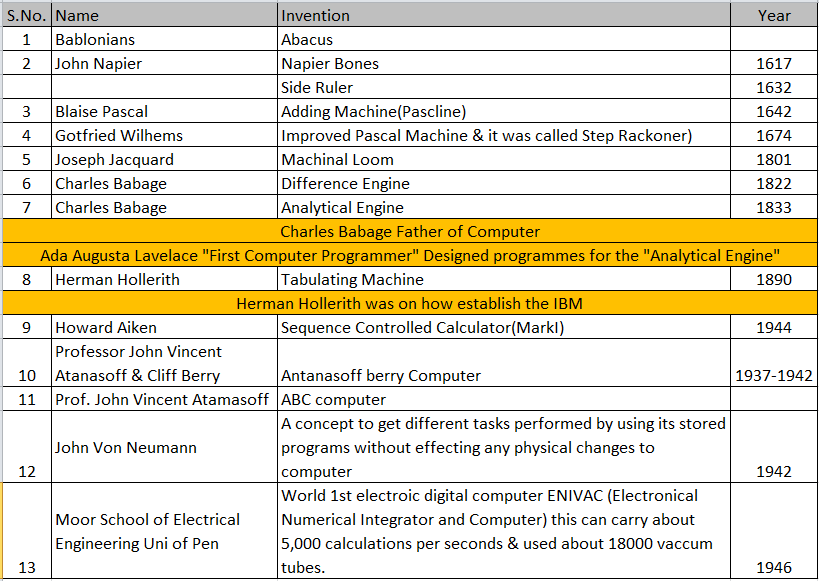 S.No. Name Invention Year
1 Bablonians Abacus
2 John Napier Napier Bones 1617
Side Ruler 1632
3 Blaise Pascal Adding Machine(Pascline) 1642
4 Gotfried Wilhems Improved Pascal Machine & it was called Step Rackoner) 1674
5 Joseph Jacquard Machinal Loom 1801
6 Charles Babage Difference Engine 1822
7 Charles Babage Analytical Engine 1833
Charles Babage Father of Computer
Ada Augusta Lavelace "First Computer Programmer" Designed programmes for the "Analytical Engine"
8 Herman Hollerith Tabulating Machine 1890
Herman Hollerith was on how establish the IBM
9 Howard Aiken Sequence Controlled Calculator(MarkI) 1944
Professor John Vincent
10 Atanasoff & Cliff Berry Antanasoff berry Computer 1937-1942
11 Prof. John Vincent Atamasoff ABC computer
A concept to get different tasks performed by using its stored
John Von Neumann programs without effecting any physical changes to
12 computer 1942
World 1st electroic digital computer ENIVAC (Electronical
Moor School of Electrical Numerical Integrator and Computer) this can carry about
Engineering Uni of Pen 5,000 calculations per seconds & used about 18000 vaccum
13 tubes. 1946